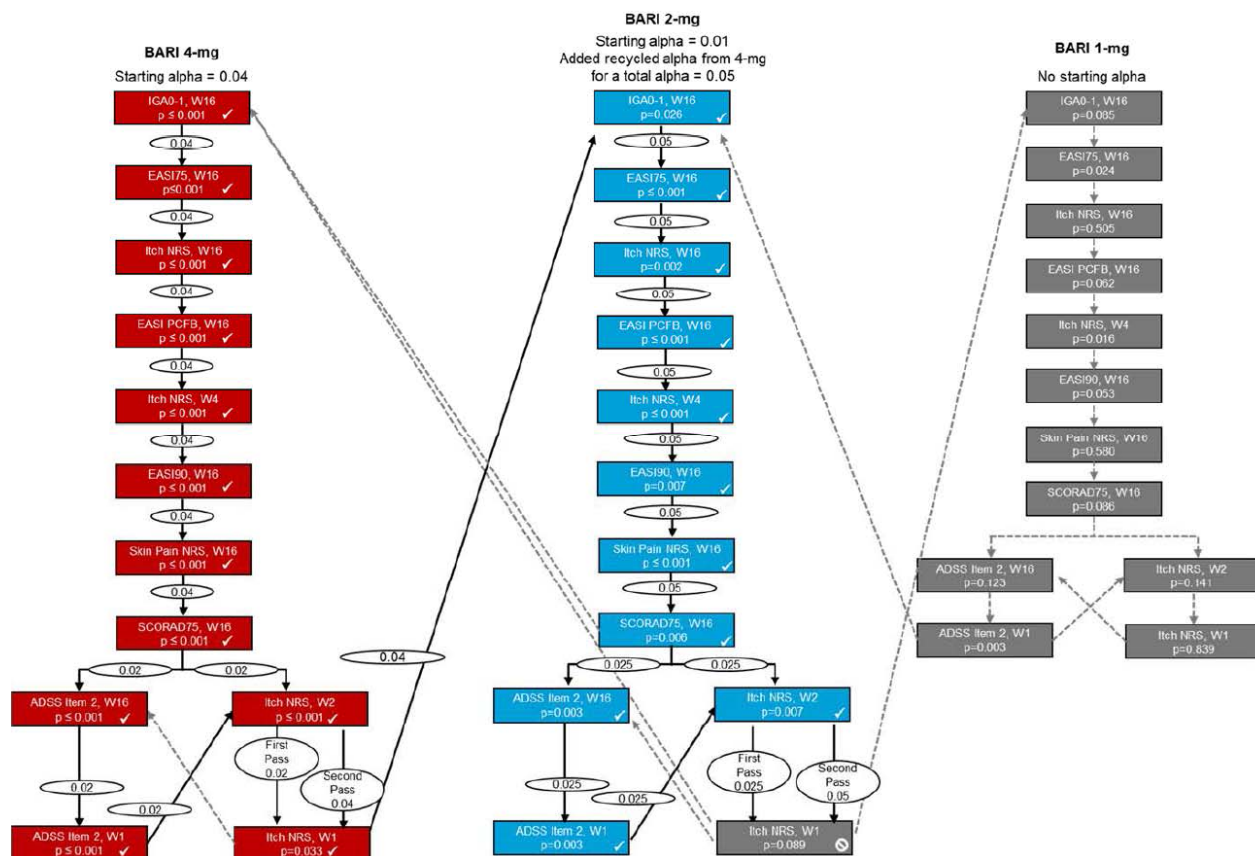 BARI 4-mg
Starting alpha = 0.04
IGA0-1, W16
p ≤ 0.001
0.04
EASI75, W16
p≤0.001
0.04
Itch NRS, W16
p ≤ 0.001
0.04
EASI PCFB, W16
p ≤ 0.001
0.04
Itch NRS, W4
p ≤ 0.001
0.04
EASI90, W16
p ≤ 0.001
0.04
Skin Pain NRS, W16
p ≤ 0.001
0.04
SCORAD75, W16
p ≤ 0.001
0.02
0.02
ADSS Item 2, W16
p ≤ 0.001
Itch NRS, W2
p ≤ 0.001
0.02
0.02
First
Pass
0.02
Second
Pass
0.04
ADSS Item 2, W1
p ≤ 0.001
Itch NRS, W1
p=0.033
0.04
BARI 2-mg
Starting alpha = 0.01
Added recycled alpha from 4-mg
for a total alpha = 0.05
IGA0-1, W16
p=0.026
0.05
EASI75, W16
p ≤ 0.001
0.05
Itch NRS, W16
p=0.002
0.05
EASI PCFB, W16
p ≤ 0.001
0.05
Itch NRS, W4
p ≤ 0.001
0.05
EASI90, W16
p=0.007
0.05
Skin Pain NRS, W16
p ≤ 0.001
0.05
SCORAD75, W16
p=0.006
0.025
0.025
ADSS Item 2, W16
p=0.003
Itch NRS, W2
p=0.007
0.025
0.025
First
Pass
0.025
Second
Pass
0.05
ADSS Item 2, W1
p=0.003
Itch NRS, W1
p=0.089
BARI 1-mg
No starting alpha
IGA0-1, W16
p=0.085
EASI75, W16
p=0.024
Itch NRS, W16
p=0.505
EASI PCFB, W16
p=0.062
Itch NRS, W4
p=0.016
EASI90, W16
p=0.053
Skin Pain NRS, W16
p=0.580
SCORAD75, W16
p=0.086
ADSS Item 2, W16
p=0.123
Itch NRS, W2
p=0.141
ADSS Item 2, W1
p=0.003
Itch NRS, W1
p=0.839